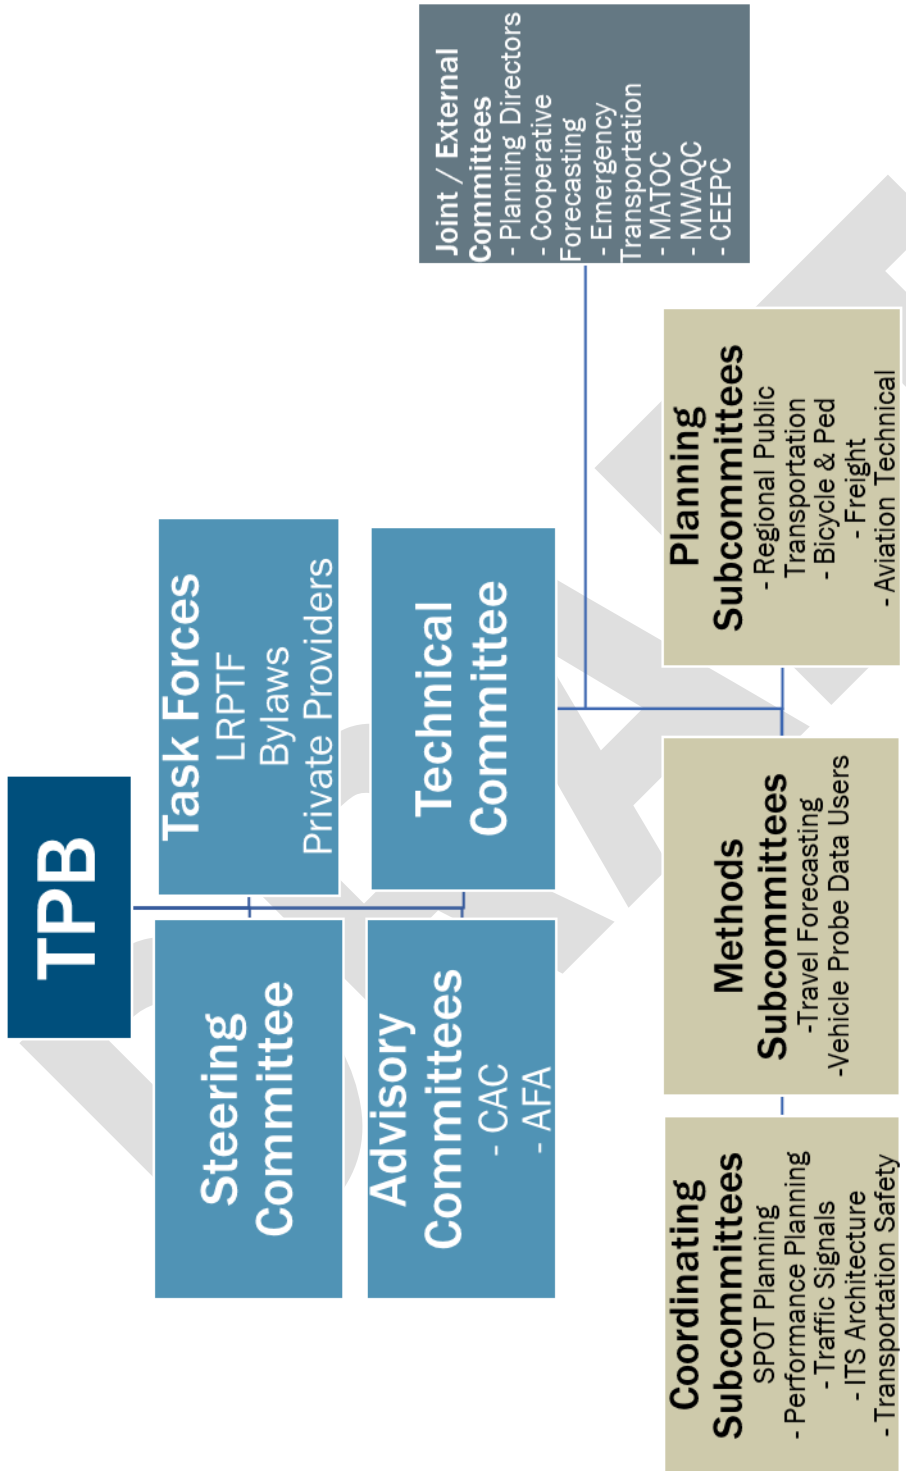 TPB
Steering
Committee
Task Forces
LRPTF
Bylaws
Private Providers
Advisory
Committees
- CAC
- AFA
Technical
Committee
Joint / External
Committees
- Planning Directors
- Cooperative
Forecasting
- Emergency
Transportation
- MATOC
- MWAQC
- CEEPC
Coordinating
Subcommittees
SPOT Planning
- Performance Planning
- Traffic Signals
- ITS Architecture
- Transportation Safety
Methods
Subcommittees
-Travel Forecasting
-Vehicle Probe Data Users
Planning
Subcommittees
- Regional Public
Transportation
- Bicycle & Ped
- Freight
- Aviation Technical